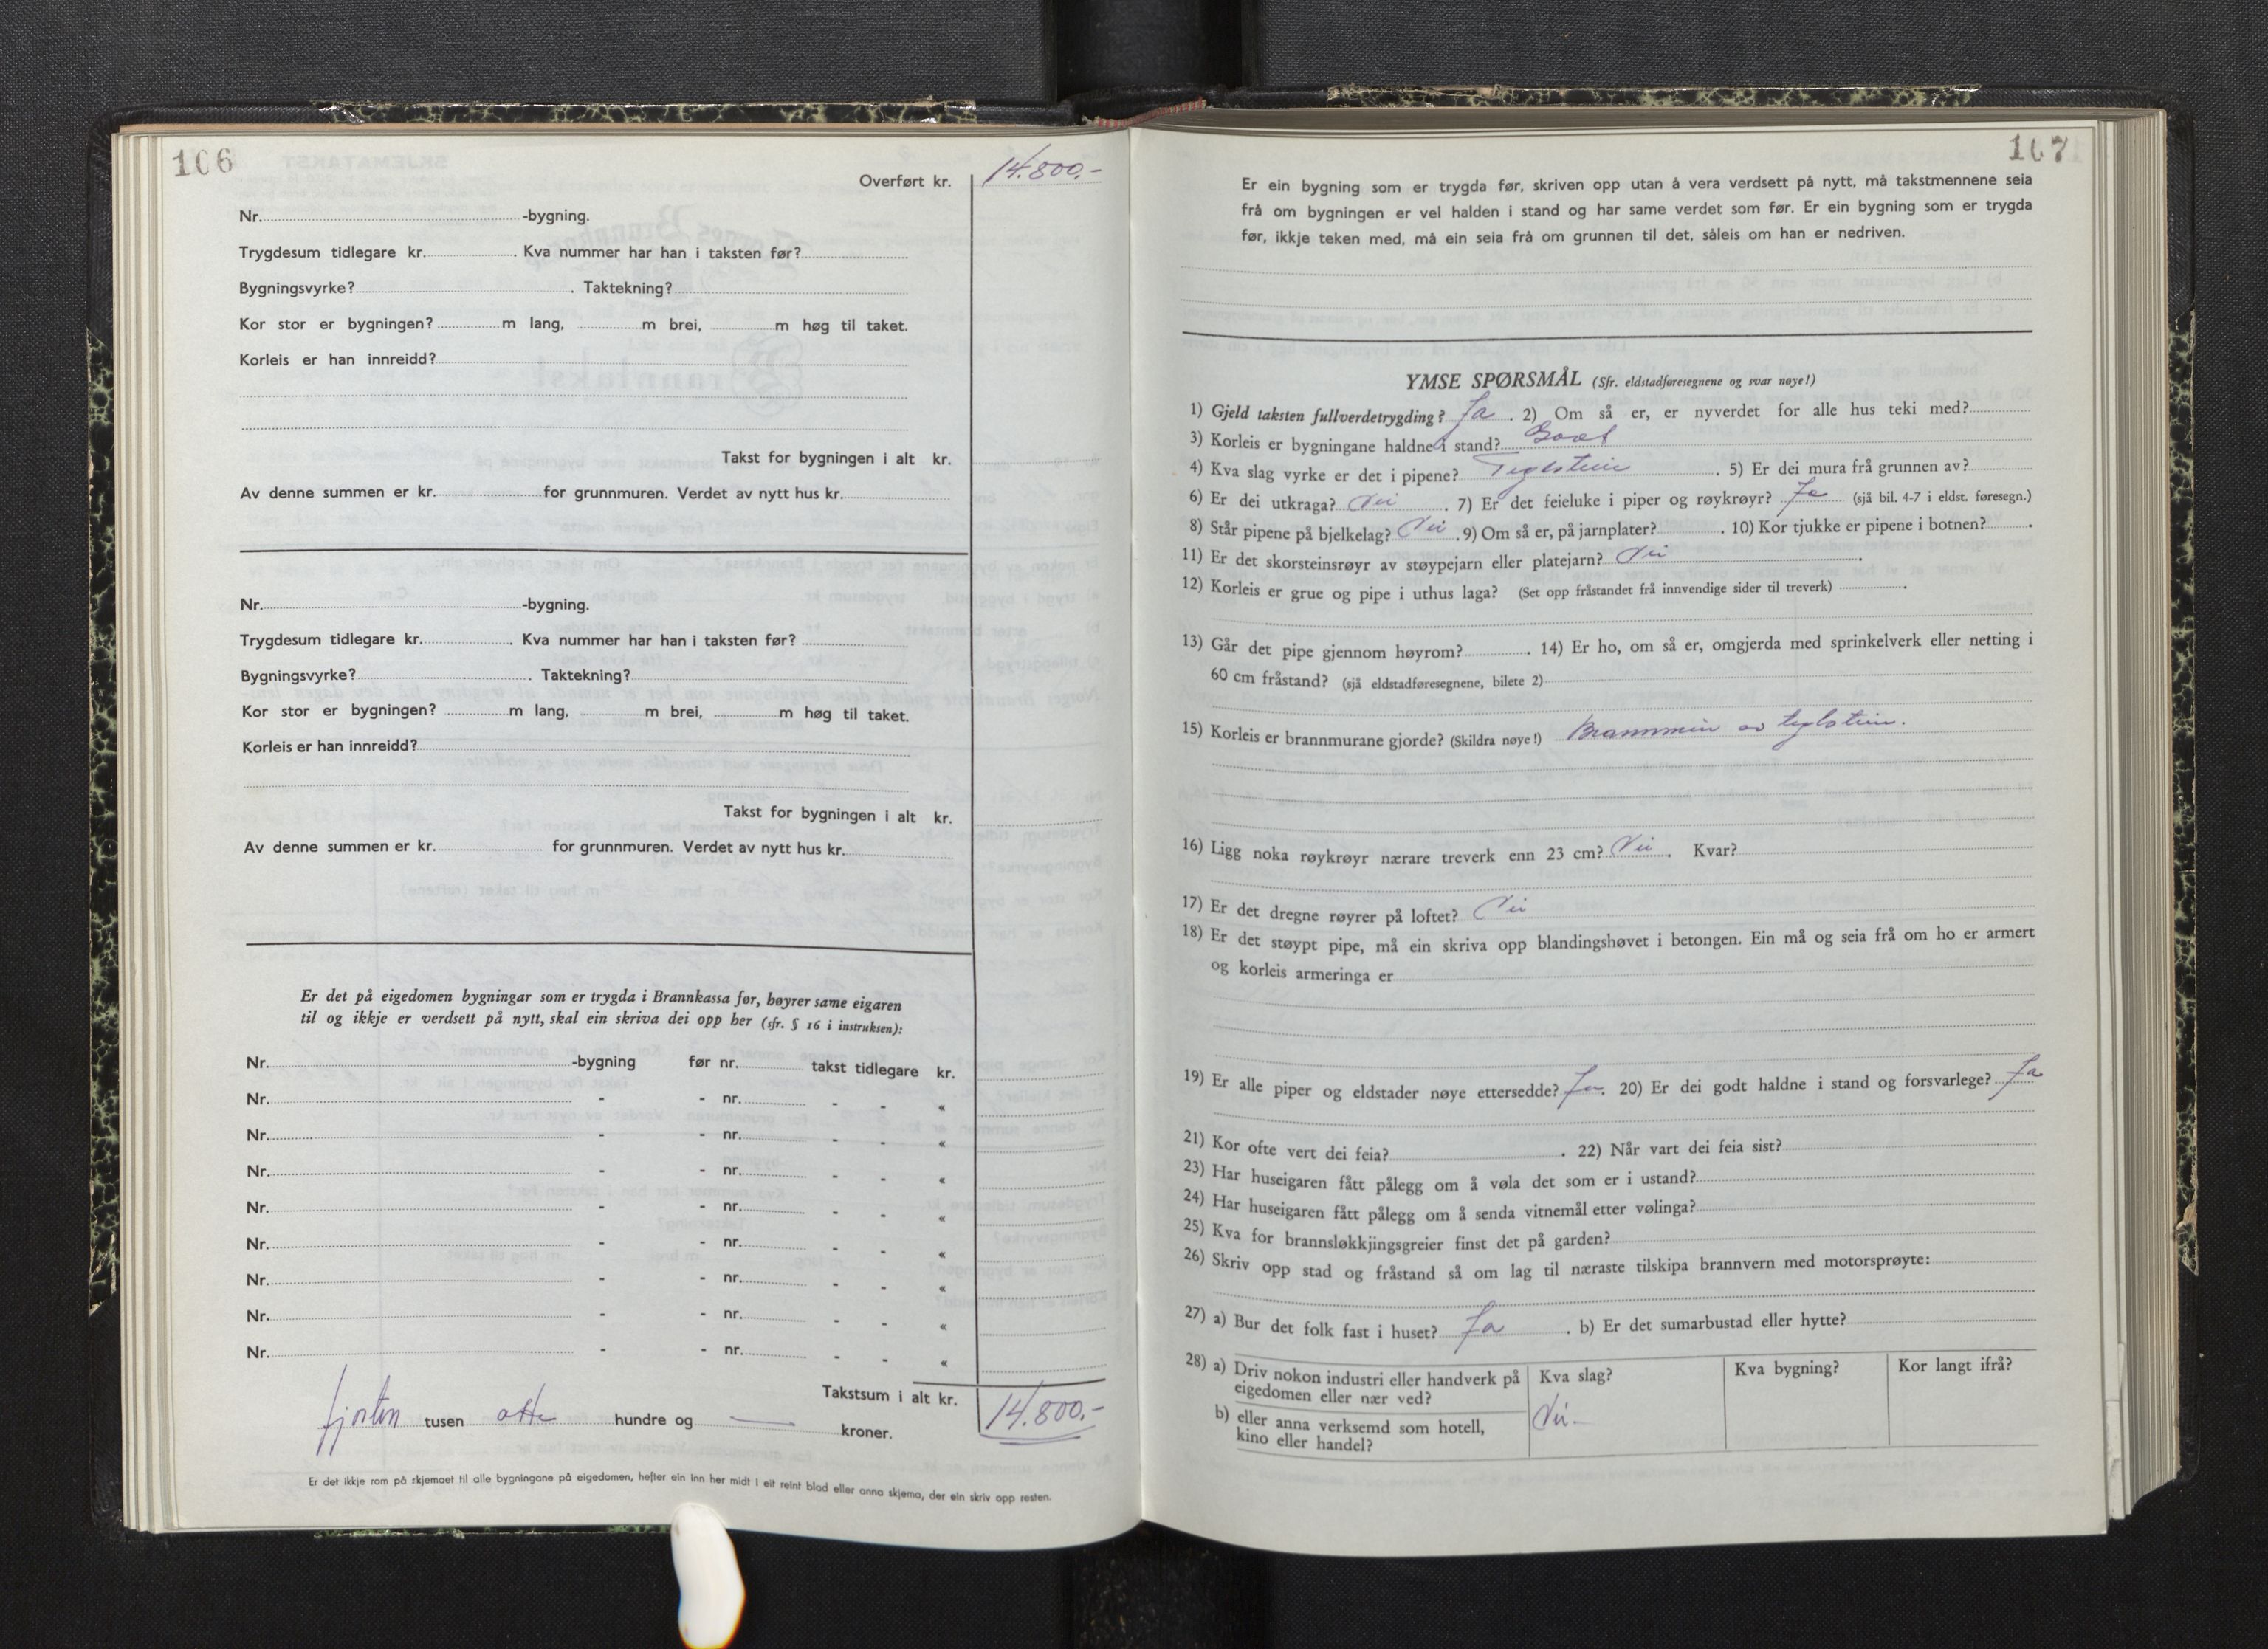 106
Overført kr. 14.800.-
Nr. -bygning.
Trygdesum tidlegare kr. . Kva nummer har han i taksten før?
Bygningsvyrke? . Taktekning?
Kor stor er bygningen? m lang, m brei, m høg til taket.
Korleis er han innreidd?
Takst for bygningen i alt kr.
Av denne summen er kr. for grunnmuren. Verdet av nytt hus kr.
Nr. -bygning.
Trygdesum tidlegare kr. . Kva nummer har han i taksten før?
Bygningsvyrke? . Taktekning?
Kor stor er bygningen? m lang, m brei, m høg til taket.
Korleis er han innreidd?
Takst for bygningen i alt kr.
Av denne summen er kr. for grunnmuren. Verdet av nytt hus kr.
Er det på eigedomen bygningar som er trygda i Brannkassa før, høyrer same eigaren
til og ikkje er verdsett på nytt, skal ein skriva dei opp her (sfr. § 16 i instruksen):
Nr. -bygning før nr. takst tidlegare kr.
Nr. - - nr. - - «
Nr. - - nr. - - «
Nr. - - nr. - - «
Nr. - - nr. - - «
Nr. - - nr. - - «
Nr. - - nr. - - «
Nr. - - nr. - - «
Nr. - - nr. - - «
Takstsum i alt kr. 14.800.-
fjorten tusen otte hundre og — kroner.
Er det ikkje rom på skjemaet til alle bygningane på eigedomen, hefter ein inn her midt i eit reint blad eller anna skjema, der ein skriv opp resten.
107
Er ein bygning som er trygda før, skriven opp utan å vera verdsett på nytt, må takstmennene seia
frå om bygningen er vel halden i stand og har same verdet som før. Er ein bygning som er trygda
før, ikkje teken med, må ein seia frå om grunnen til det, såleis om han er nedriven.
YMSE SPØRSMÅL (Sfr. eldstadføresegnene og svar nøye!)
1) Gjeld taksten fullverdetrygding? Ja . 2) Om så er, er nyverdet for alle hus teki med?
3) Korleis er bygningane haldne i stand? Godt
4) Kva slag vyrke er det i pipene? Teglstein . 5) Er dei mura frå grunnen av?
6) Er dei utkraga? Nei . 7) Er det feieluke i piper og røykrøyr? Ja (sjå bil. 4-7 i eldst. føresegn.)
8) Står pipene på bjelkelag? Nei . 9) Om så er, på jarnplater? . 10) Kor tjukke er pipene i botnen? .
11) Er det skorsteinsrøyr av støypejarn eller platejarn? Nei .
12) Korleis er grue og pipe i uthus laga? (Set opp fråstandet frå innvendige sider til treverk) .
13) Går det pipe gjennom høyrom? . 14) Er ho, om så er, omgjerda med sprinkelverk eller netting i
60 cm fråstand? (sjå eldstadføresegnene, bilete 2)
15) Korleis er brannmurane gjorde? (Skildra nøye!) Brannmur av teglstein.
16) Ligg noka røykrøyr nærare treverk enn 23 cm? Nei . Kvar?
17) Er det dregne røyrer på loftet? Nei
18) Er det støypt pipe, må ein skriva opp blandingshøvet i betongen. Ein må og seia frå om ho er armert
og korleis armeringa er
19) Er alle piper og eldstader nøye ettersedde? Ja . 20) Er dei godt haldne i stand og forsvarlege? Ja
21) Kor ofte vert dei feia? . 22) Når vart dei feia sist?
23) Har huseigaren fått pålegg om å vøla det som er i ustand?
24) Har huseigaren fått pålegg om å senda vitnemål etter vølinga?
25) Kva for brannsløkkjingsgreier finst det på garden?
26) Skriv opp stad og fråstand så om lag til næraste tilskipa brannvern med motorsprøyte:
27) a) Bur det folk fast i huset? Ja . b) Er det sumarbustad eller hytte?
28) a) Driv nokon industri eller handverk på Kva slag? Kva bygning? Kor langt ifrå?
eigedomen eller nær ved?
b) eller anna verksemd som hotell, Nei.
kino eller handel?